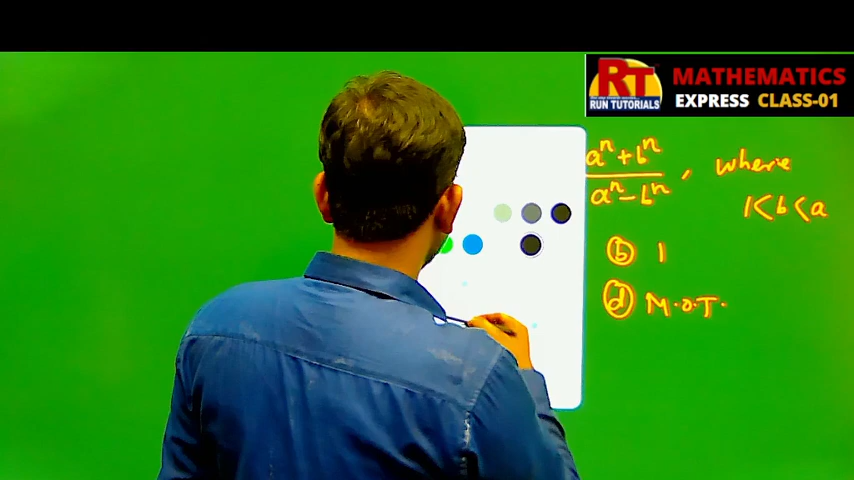 RT MATHEMATICS
RUN TUTORIALS EXPRESS CLASS-01
aⁿ+bⁿ / aⁿ-bⁿ, where
1<b<a
(b) 1
(d) M.O.T.